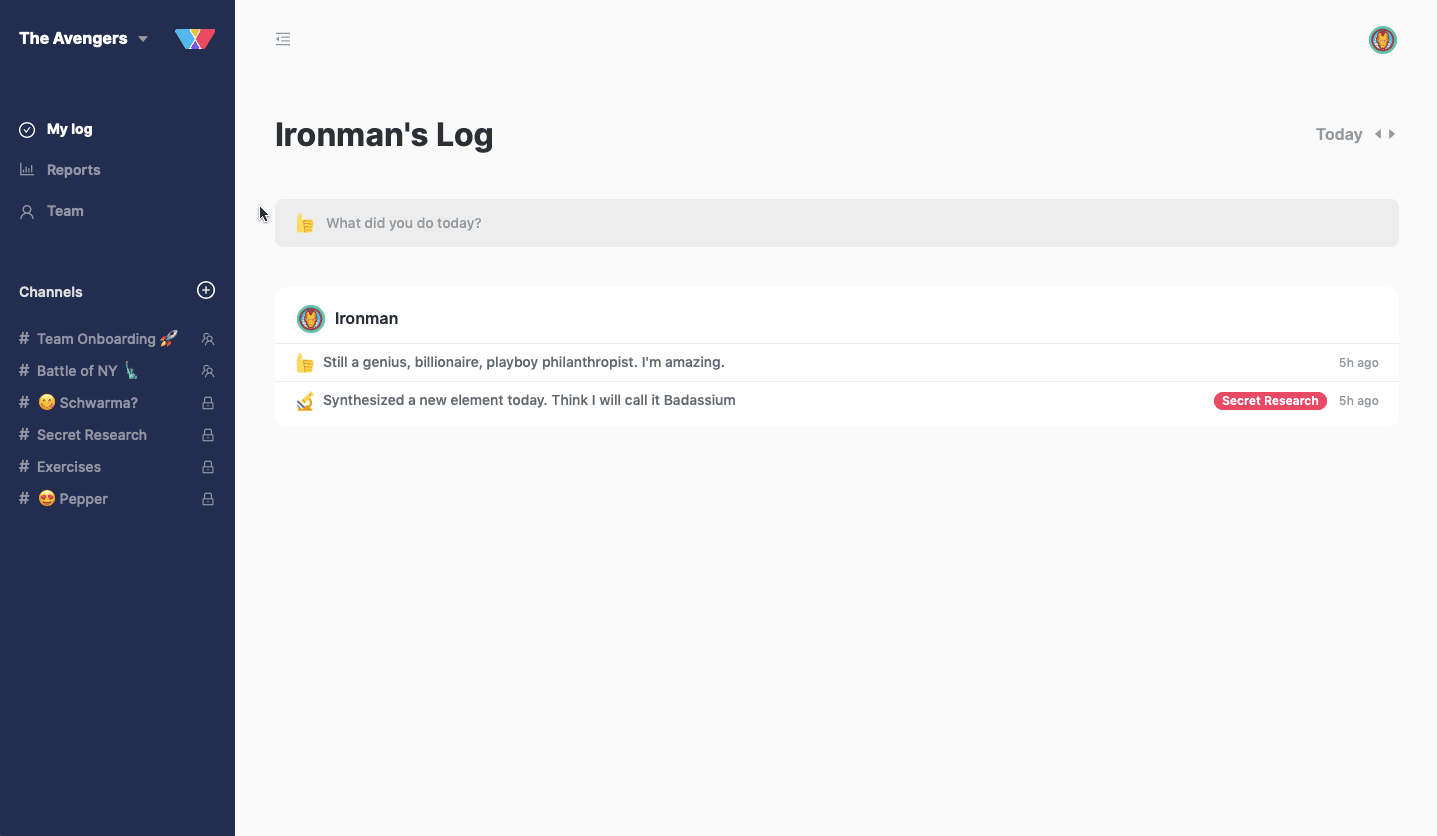 The Avengers
My log
Reports
Team
Channels
# Team Onboarding 🚀
# Battle of NY 🗽
# 😋 Schwarma?
# Secret Research
# Exercises
# 😍 Pepper
Ironman's Log
Today
What did you do today?
Ironman
Still a genius, billionaire, playboy philanthropist. I'm amazing. 5h ago
Synthesized a new element today. Think I will call it Badassium Secret Research 5h ago